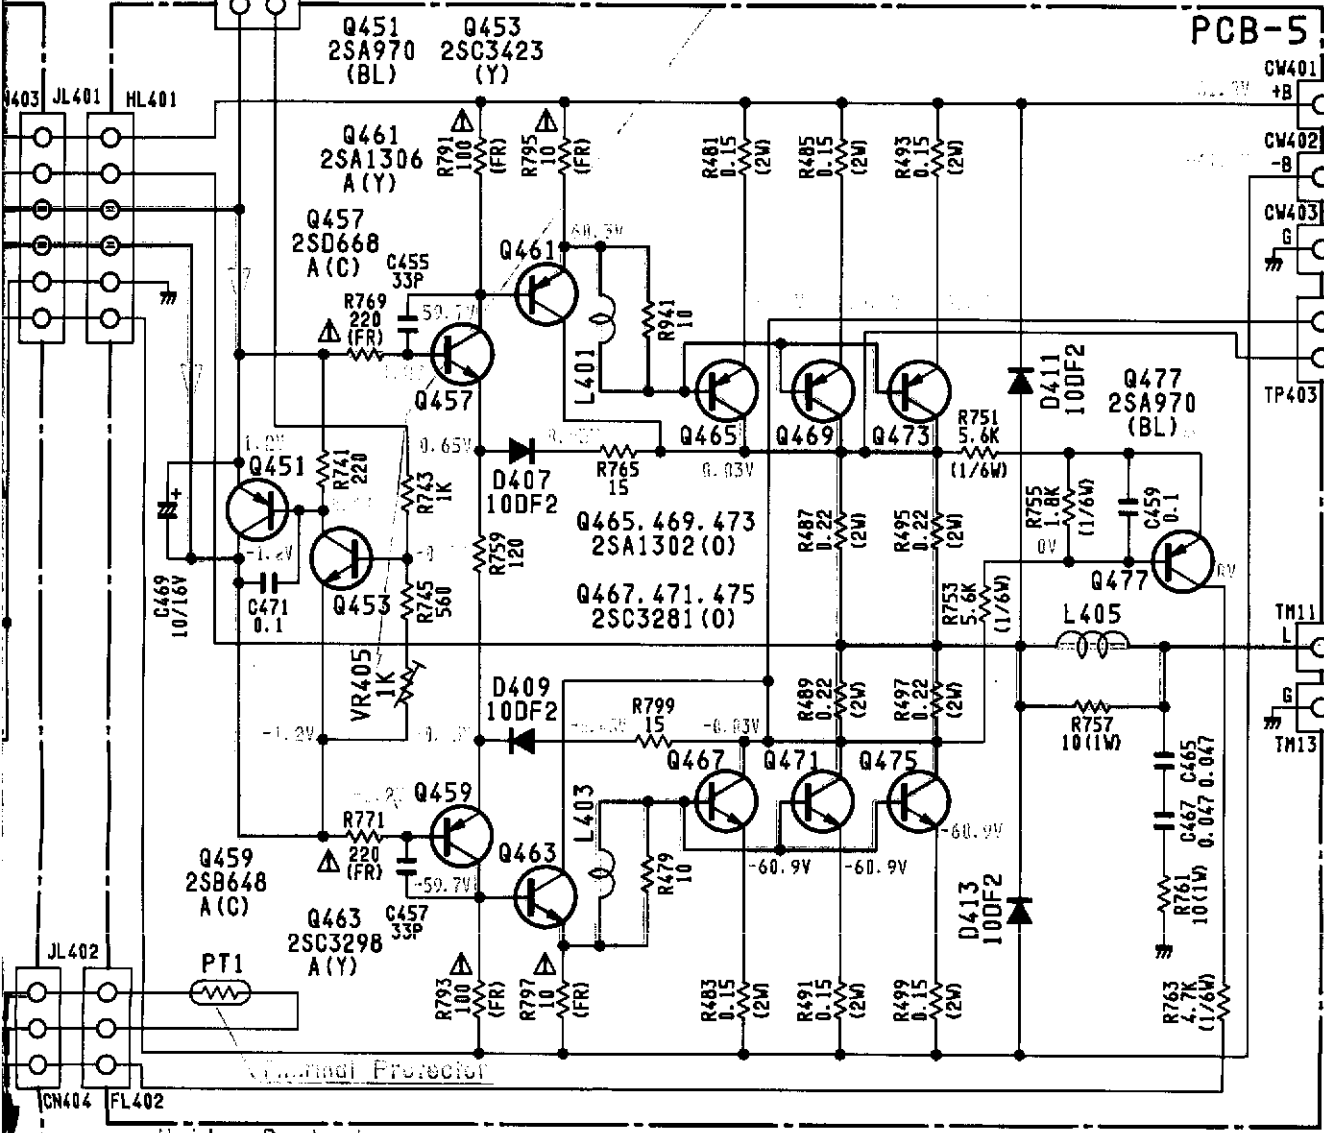 PCB-5
Q451
2SA970
(BL)
Q453
2SC3423
(Y)
CW401
+B
403
JL401
HL401
Q461
2SA1306
A(Y)
R791
100
(FR)
R795
10
(FR)
R481
0.15
(2W)
R485
0.15
(2W)
R493
0.15
(2W)
CW402
-B
CW403
G
Q457
2SD668
A(C)
60.3V
Q461
C455
33P
R769
220
(FR)
59.7V
R941
10
L401
Q457
D411
10DF2
Q477
2SA970
(BL)
TP403
Q465
Q469
Q473
R751
5.6K
(1/6W)
1.8V
Q451
R741
220
R743
1K
0.65V
D407
10DF2
R765
15
0.03V
C469
10/16V
+
-1.2V
C471
0.1
Q453
R745
560
R759
120
Q465.469.473
2SA1302(O)
Q467.471.475
2SC3281(O)
R487
0.22
(2W)
R495
0.22
(2W)
R755
1.8K
(1/6W)
C459
0.1
0V
Q477
0V
R753
5.6K
(1/6W)
L405
TM11
L
VR405
1K
D409
10DF2
R799
15
-0.03V
R489
0.22
(2W)
R497
0.22
(2W)
R757
10(1W)
G
TM13
-1.2V
Q467
Q471
Q475
C465
0.047
C467
0.047
Q459
R771
220
(FR)
L403
Q459
2SB648
A(C)
-59.7V
Q463
R479
10
-60.9V
-60.9V
-60.9V
D413
10DF2
R761
10(1W)
Q463
2SC3298
A(Y)
C457
33P
JL402
PT1
R793
100
(FR)
R797
10
(FR)
R483
0.15
(2W)
R491
0.15
(2W)
R499
0.15
(2W)
R763
4.7K
(1/6W)
Protector
CN404
FL402